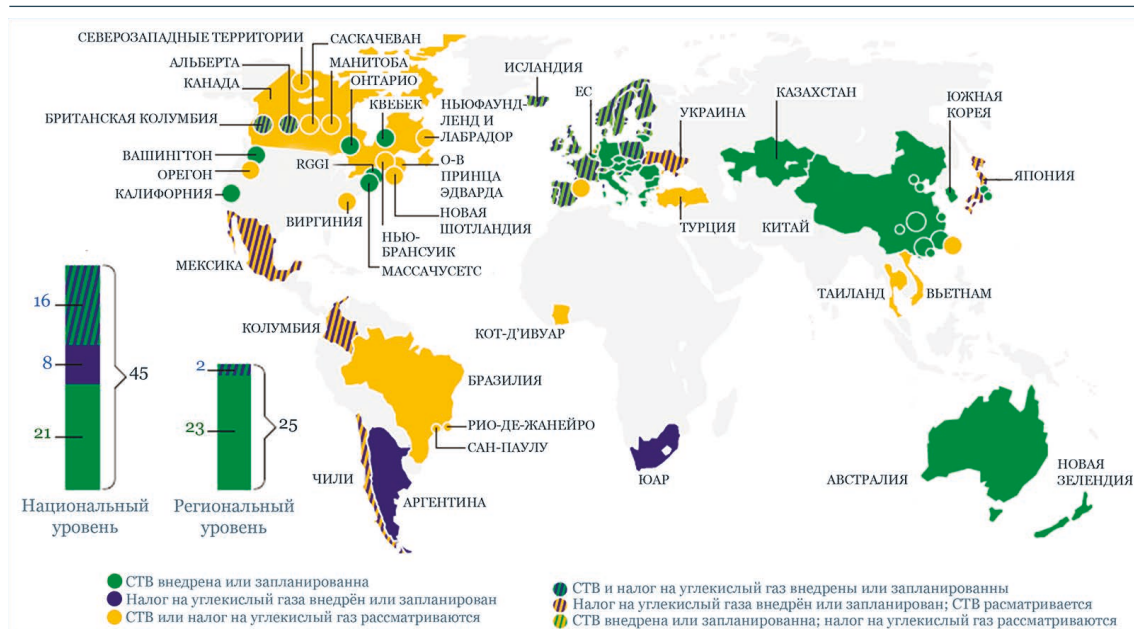 СЕВЕРОЗАПАДНЫЕ ТЕРРИТОРИИ
САСКАЧЕВАН
АЛЬБЕРТА
МАНИТОБА
КАНАДА
ОНТАРИО
БРИТАНСКАЯ КОЛУМБИЯ
КВЕБЕК
НЬЮФАУНД-
ЛЕНД И
ЛАБРАДОР
ВАШИНГТОН
ОРЕГОН
КАЛИФОРНИЯ
RGGI
О-В
ПРИНЦА
ЭДВАРДА
ВИРГИНИЯ
НОВАЯ
ШОТЛАНДИЯ
НЬЮ-
БРАНСУИК
МАССАЧУСЕТС
МЕКСИКА
ИСЛАНДИЯ
ЕС
УКРАИНА
КАЗАХСТАН
ЮЖНАЯ
КОРЕЯ
ЯПОНИЯ
ТУРЦИЯ
КИТАЙ
ТАИЛАНД
ВЬЕТНАМ
КОЛУМБИЯ
КОТ-Д'ИВУАР
БРАЗИЛИЯ
РИО-ДЕ-ЖАНЕЙРО
САН-ПАУЛУ
ЧИЛИ
АРГЕНТИНА
ЮАР
АВСТРАЛИЯ
НОВАЯ
ЗЕЛЕНДИЯ
16
8
21
45
Национальный
уровень
2
23
25
Региональный
уровень
СТВ внедрена или запланированна
Налог на углекислый газа внедрён или запланирован
СТВ или налог на углекислый газ рассматриваются
СТВ и налог на углекислый газ внедрены или запланированны
Налог на углекислый газа внедрён или запланирован; СТВ расматривается
СТВ внедрена или запланированна; налог на углекислый газ рассматриваются